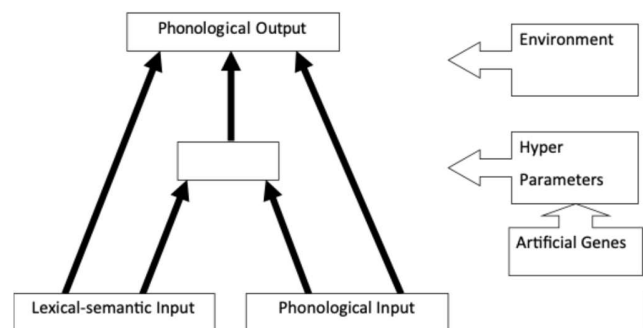 Phonological Output
Environment
Hyper
Parameters
Artificial Genes
Lexical-semantic Input
Phonological Input